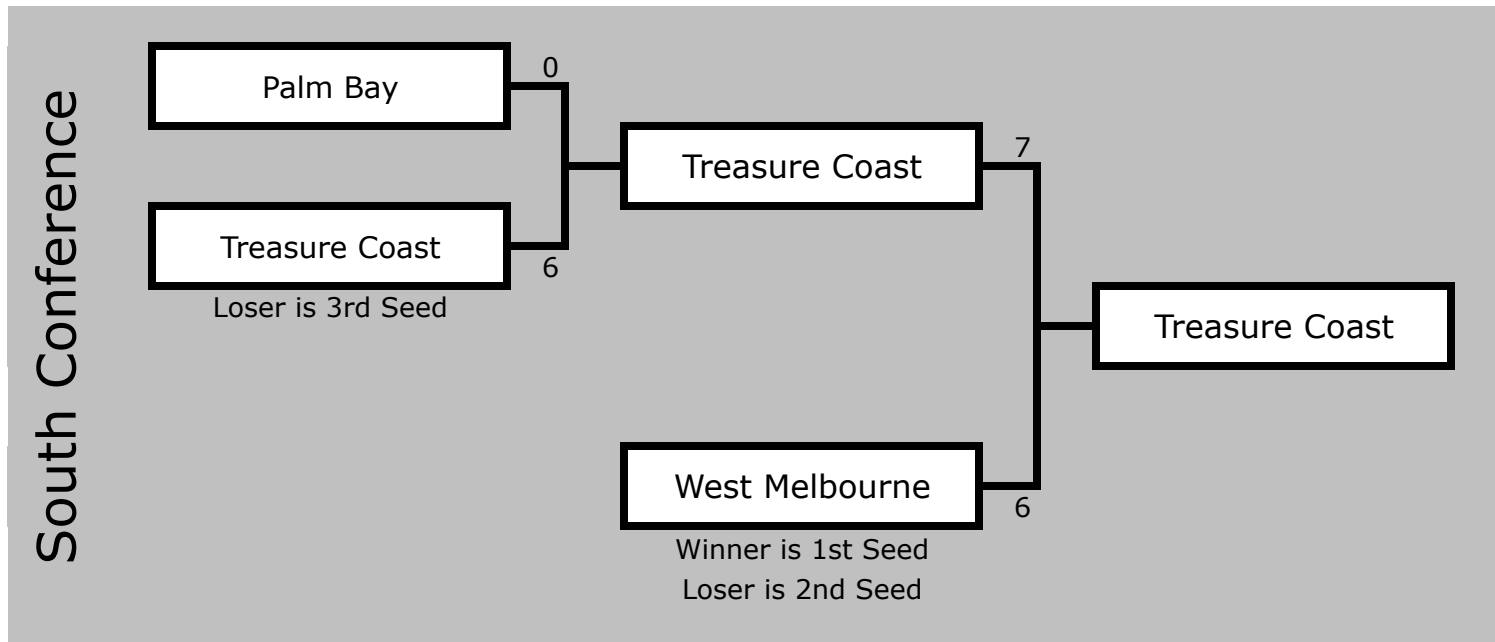 South Conference
Palm Bay
0
Treasure Coast
6
Loser is 3rd Seed
Treasure Coast
7
West Melbourne
6
Winner is 1st Seed
Loser is 2nd Seed
Treasure Coast